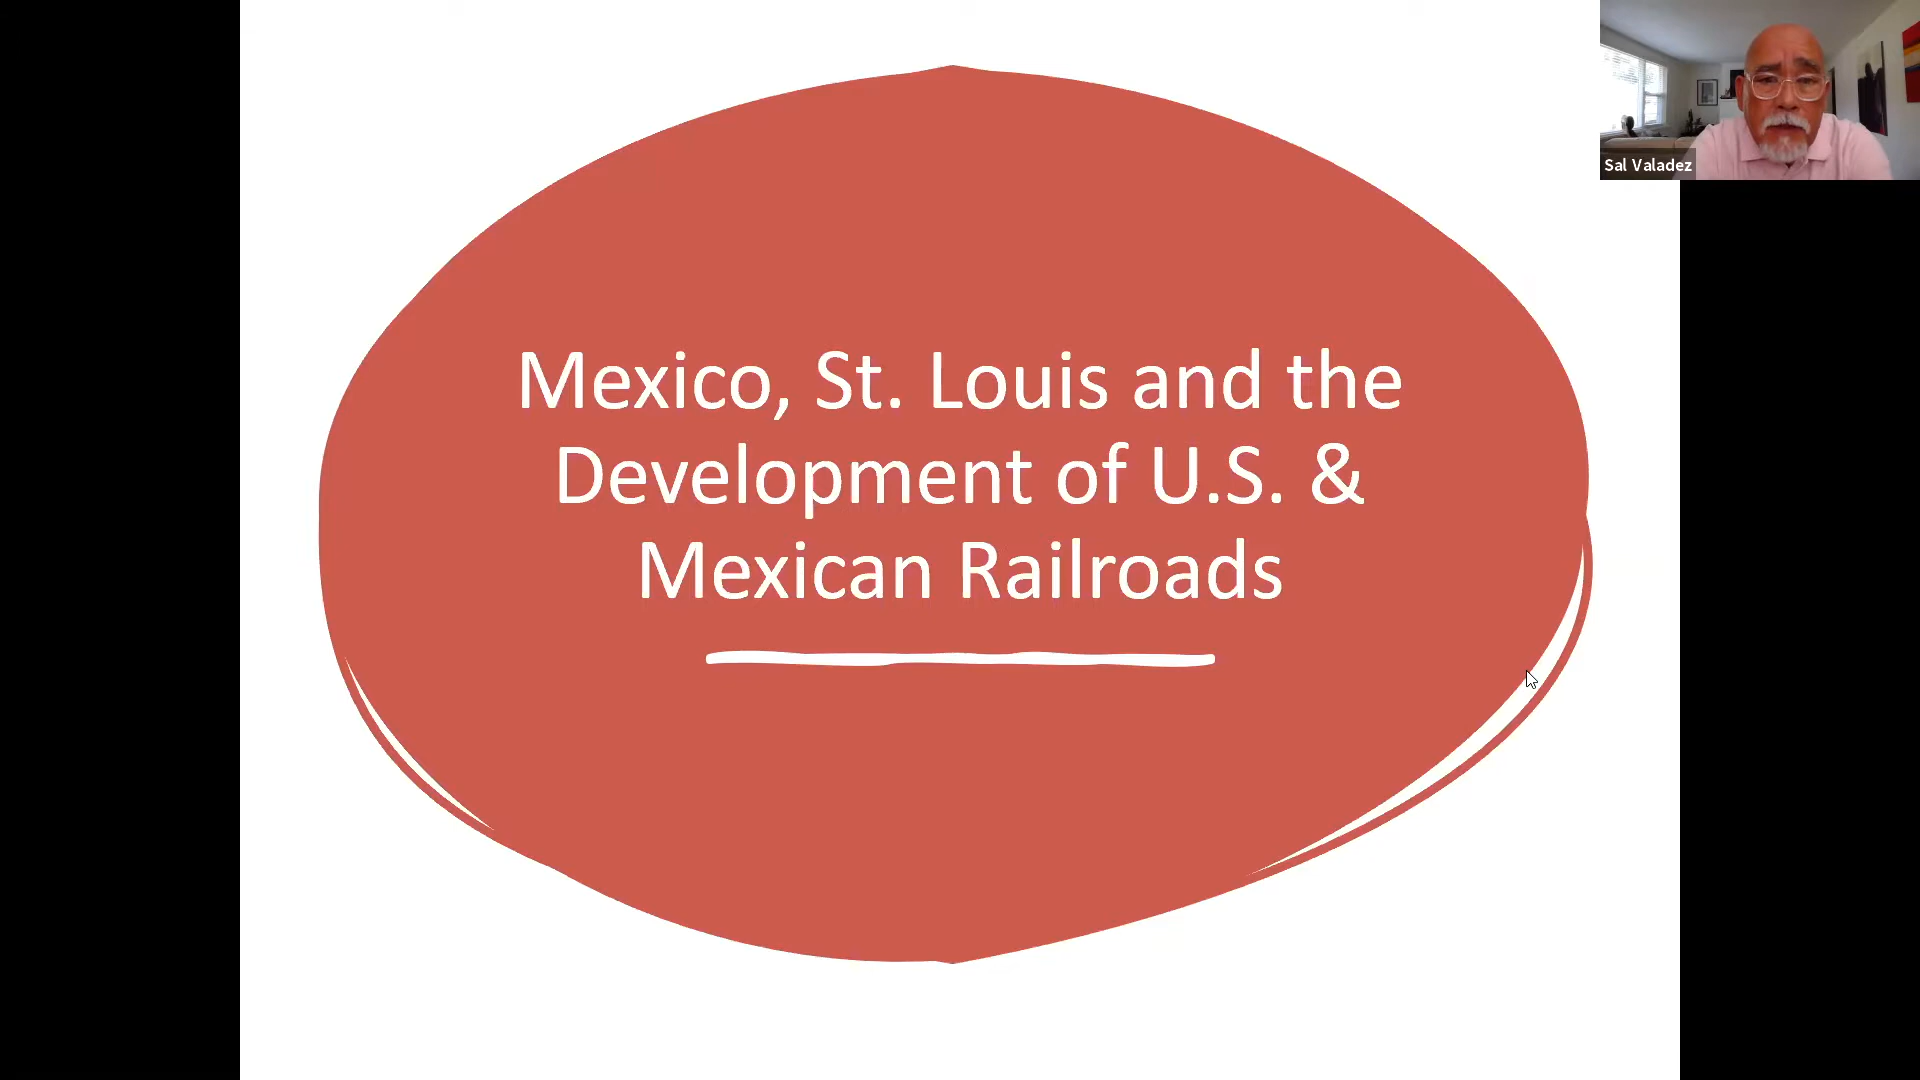 Mexico, St. Louis and the
Development of U.S. &
Mexican Railroads
Sal Valadez